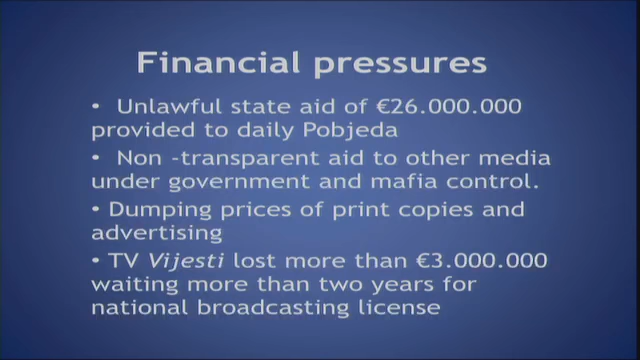 Financial pressures
• Unlawful state aid of €26.000.000
provided to daily Pobjeda
• Non -transparent aid to other media
under government and mafia control.
• Dumping prices of print copies and
advertising
• TV Vijesti lost more than €3.000.000
waiting more than two years for
national broadcasting license